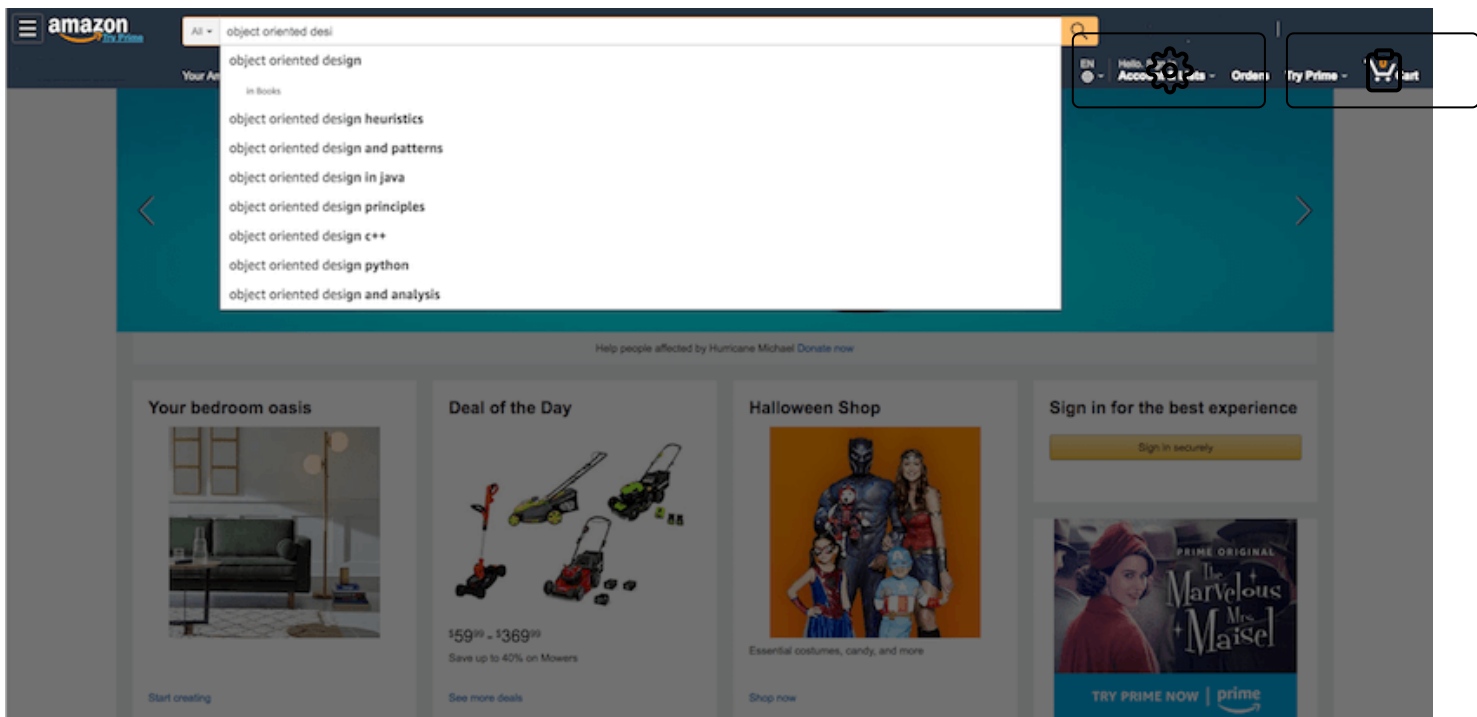 amazon
Try Prime
All
object oriented desi
EN
Hello.
Orders
Try Prime
Cart
Your
object oriented design
in Books
object oriented design heuristics
object oriented design and patterns
object oriented design in java
object oriented design principles
object oriented design c++
object oriented design python
object oriented design and analysis
Help people affected by Hurricane Michael Donate now
Your bedroom oasis
Start creating
Deal of the Day
$59⁹⁹ - $369⁹⁹
Save up to 40% on Mowers
See more deals
Halloween Shop
Essential costumes, candy, and more
Shop now
Sign in for the best experience
Sign in securely
PRIME ORIGINAL
The
Marvelous
Mrs.
Maisel
TRY PRIME NOW | prime